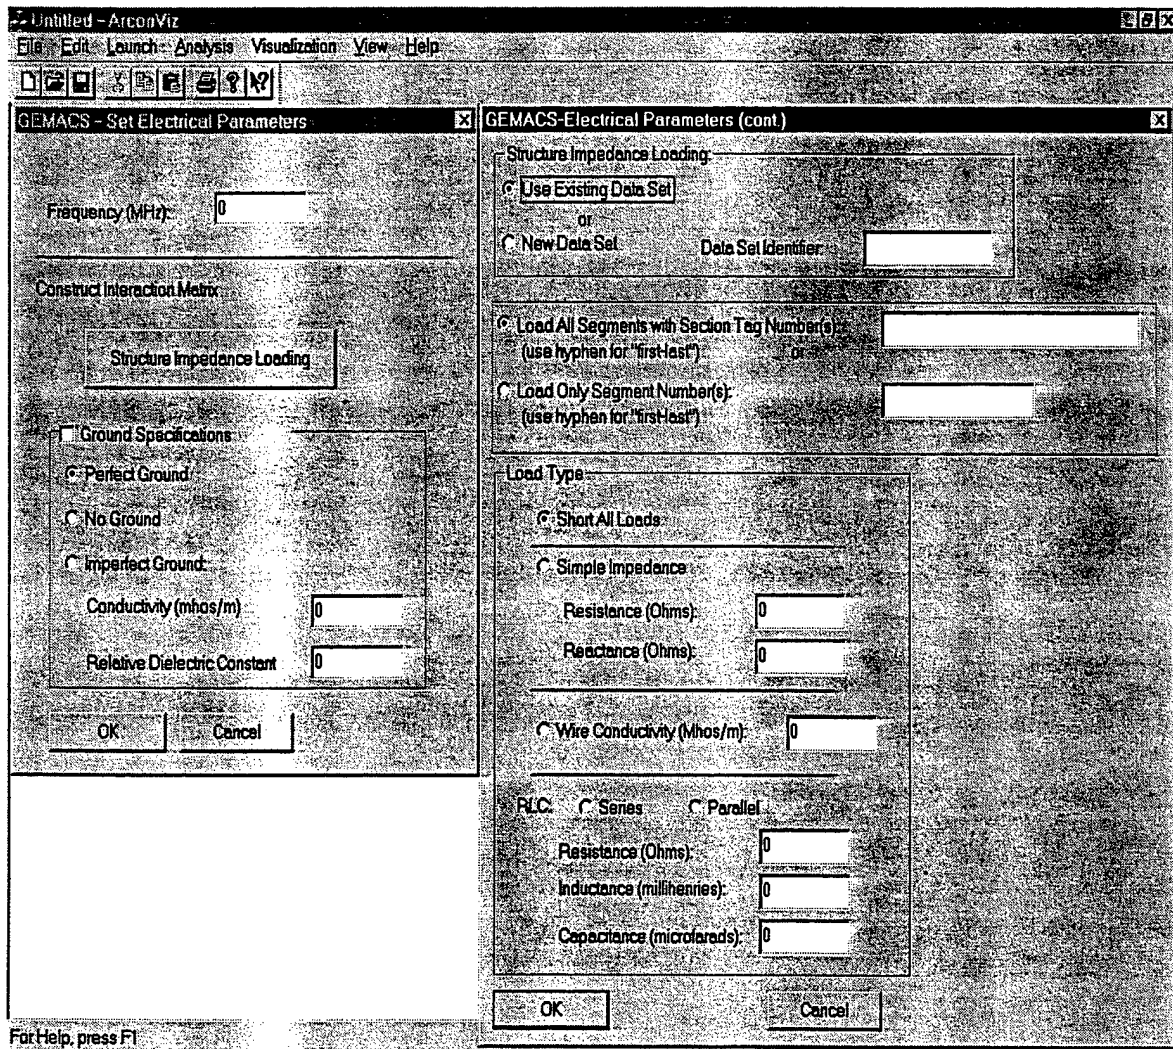 Untitled - ArconViz
File Edit Launch Analysis Visualization View Help
GEMACS - Set Electrical Parameters
Frequency (MHz): 0
Construct Interaction Matrix
Structure Impedance Loading
Ground Specifications
Perfect Ground
No Ground
Imperfect Ground:
Conductivity (mhos/m) 0
Relative Dielectric Constant 0
OK Cancel
GEMACS-Electrical Parameters (cont.)
Structure Impedance Loading:
Use Existing Data Set
or
New Data Set Data Set Identifier:
Load All Segments with Section Tag Number(s):
(use hyphen for "first-last") or
Load Only Segment Number(s):
(use hyphen for "first-last")
Load Type
Short All Loads
Simple Impedance
Resistance (Ohms): 0
Reactance (Ohms): 0
Wire Conductivity (Mhos/m): 0
RLC: Series Parallel
Resistance (Ohms): 0
Inductance (millihenries): 0
Capacitance (microfarads): 0
OK Cancel
For Help, press F1